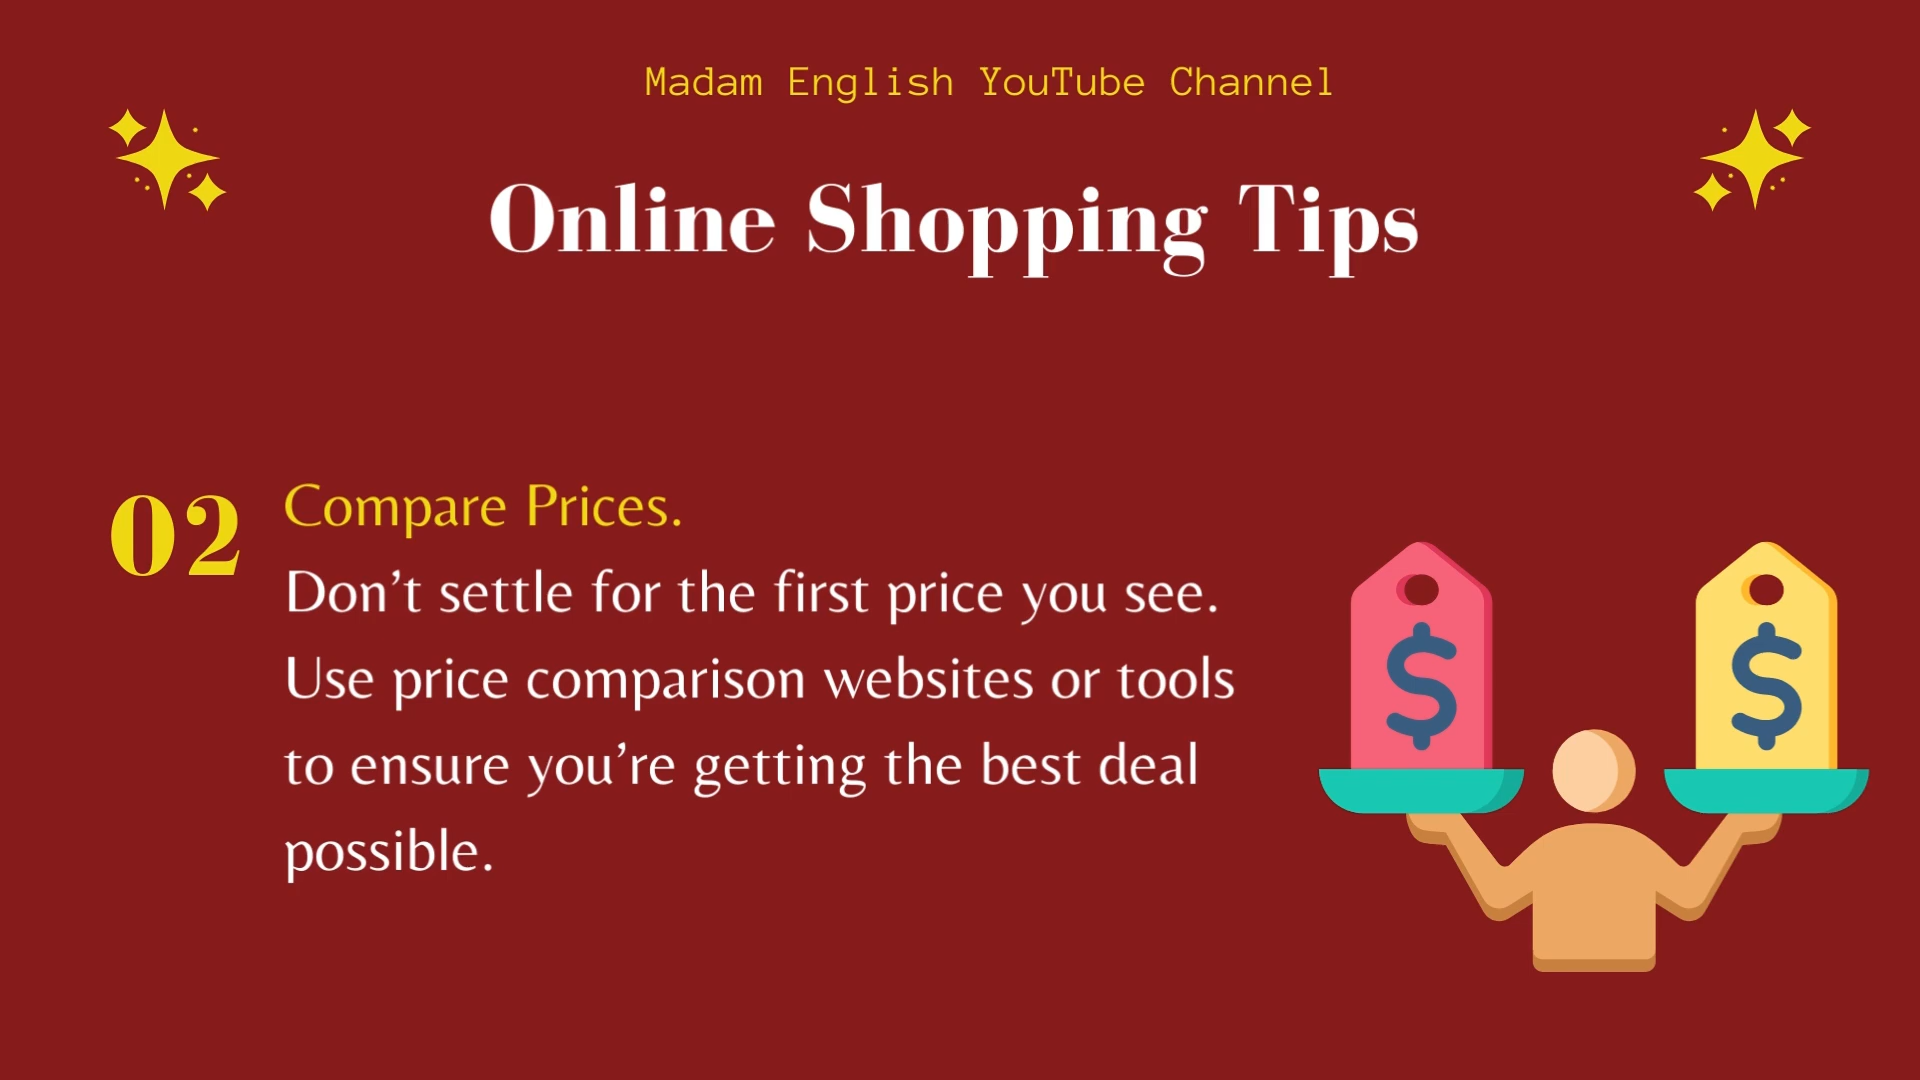 Madam English YouTube Channel
Online Shopping Tips
02
Compare Prices.
Don’t settle for the first price you see.
Use price comparison websites or tools
to ensure you’re getting the best deal
possible.
$ $